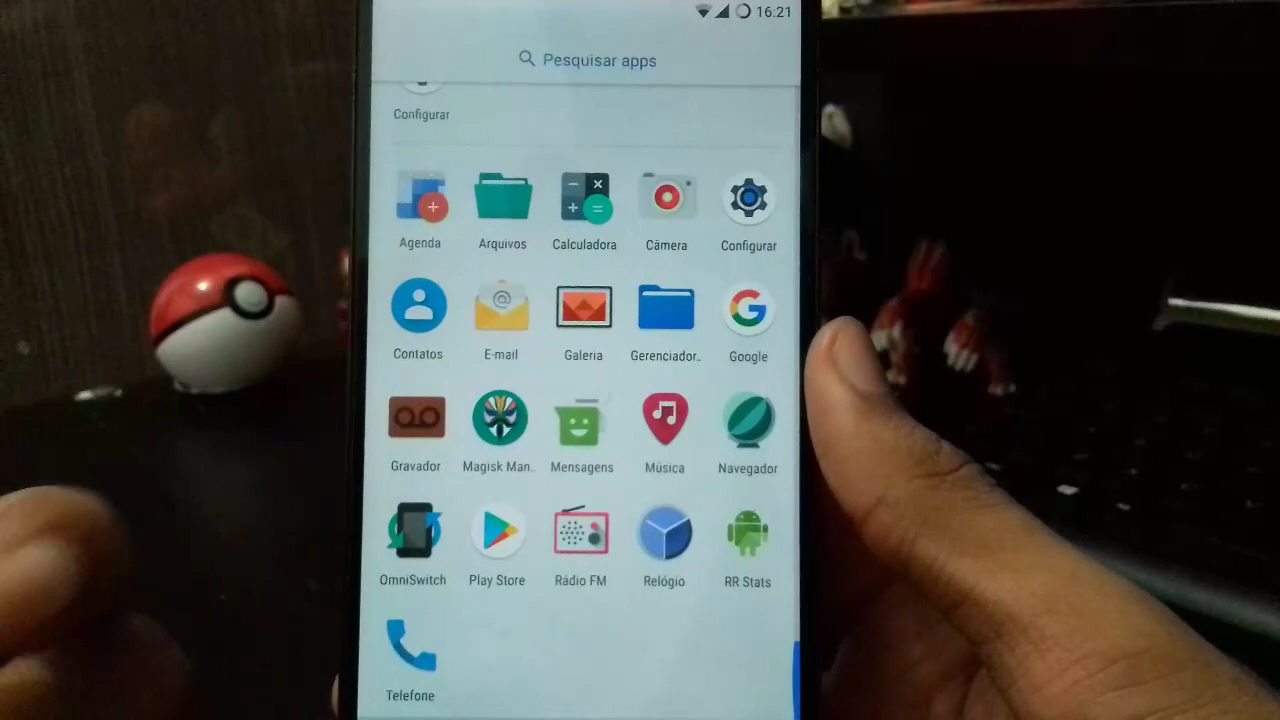 16:21
Pesquisar apps
Configurar
Agenda Arquivos Calculadora Câmera Configurar
Contatos E-mail Galeria Gerenciador.. Google
Gravador Magisk Man.. Mensagens Música Navegador
OmniSwitch Play Store Rádio FM Relógio RR Stats
Telefone